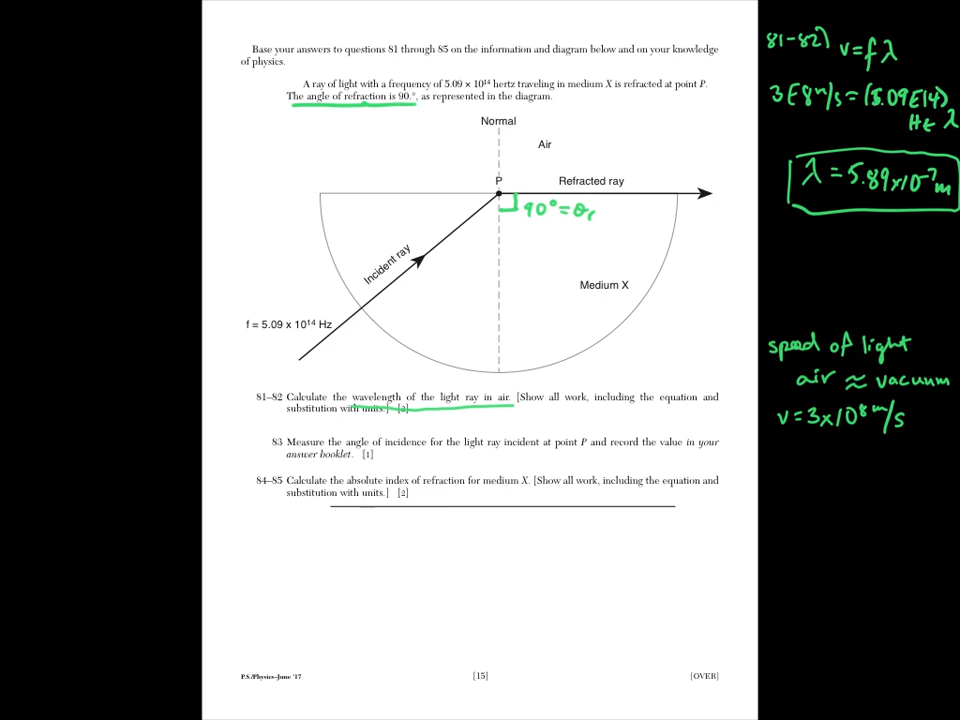 Base your answers to questions 81 through 85 on the information and diagram below and on your knowledge
of physics.
A ray of light with a frequency of 5.09 × 10¹⁴ hertz traveling in medium X is refracted at point P.
The angle of refraction is 90.°, as represented in the diagram.
Normal
Air
P
Refracted ray
90° = θr
Incident ray
Medium X
f = 5.09 x 10¹⁴ Hz
81–82 Calculate the wavelength of the light ray in air. [Show all work, including the equation and
substitution with units.] [2]
83 Measure the angle of incidence for the light ray incident at point P and record the value in your
answer booklet. [1]
84–85 Calculate the absolute index of refraction for medium X. [Show all work, including the equation and
substitution with units.] [2]
P.S./Physics–June '17
[15]
[OVER]
81-82) v=fλ
3E8 m/s = (5.09E14)
Hz λ
λ = 5.89x10⁻⁷ m
speed of light
air ≈ vacuum
v = 3x10⁸ m/s